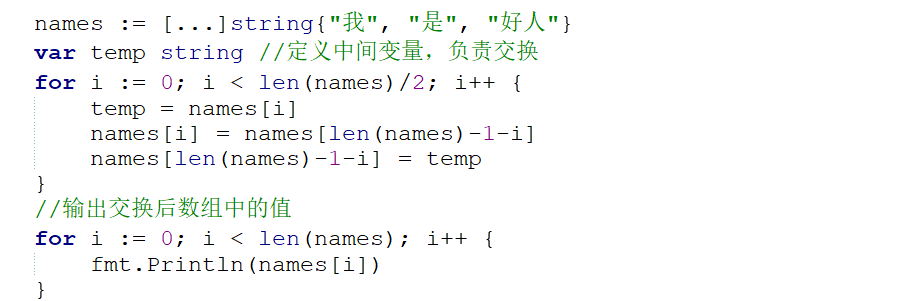 names := [...]string{"我", "是", "好人"}
var temp string //定义中间变量，负责交换
for i := 0; i < len(names)/2; i++ {
    temp = names[i]
    names[i] = names[len(names)-1-i]
    names[len(names)-1-i] = temp
}
//输出交换后数组中的值
for i := 0; i < len(names); i++ {
    fmt.Println(names[i])
}